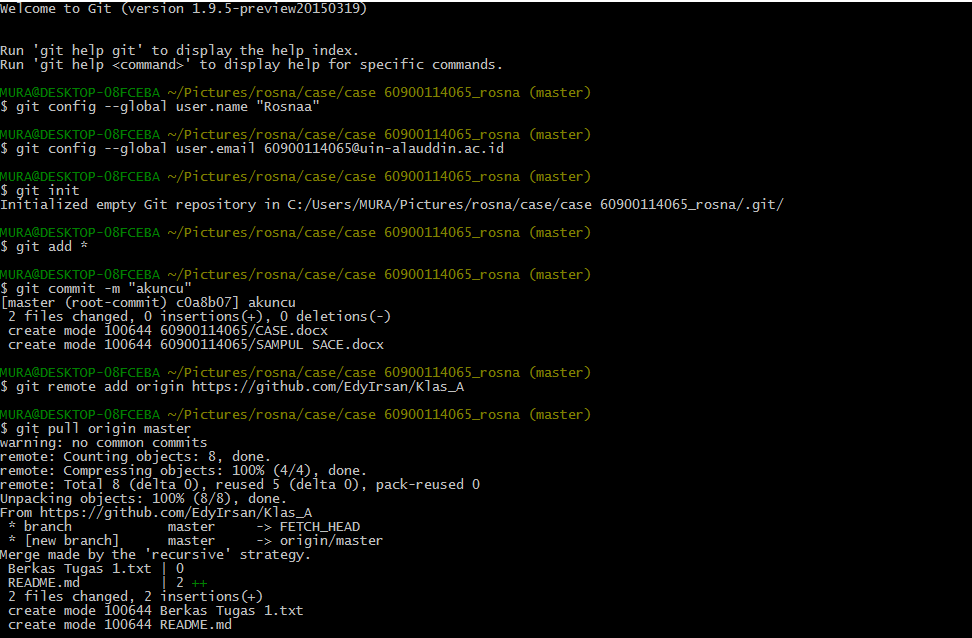 Welcome to Git (version 1.9.5-preview20150319)
Run 'git help git' to display the help index.
Run 'git help <command>' to display help for specific commands.
MURA@DESKTOP-O8FCEBA ~/Pictures/rosna/case/case 60900114065_rosna (master)
$ git config --global user.name "Rosnaa"
MURA@DESKTOP-O8FCEBA ~/Pictures/rosna/case/case 60900114065_rosna (master)
$ git config --global user.email 60900114065@uin-alauddin.ac.id
MURA@DESKTOP-O8FCEBA ~/Pictures/rosna/case/case 60900114065_rosna (master)
$ git init
Initialized empty Git repository in C:/Users/MURA/Pictures/rosna/case/case 60900114065_rosna/.git/
MURA@DESKTOP-O8FCEBA ~/Pictures/rosna/case/case 60900114065_rosna (master)
$ git add *
MURA@DESKTOP-O8FCEBA ~/Pictures/rosna/case/case 60900114065_rosna (master)
$ git commit -m "akuncu"
[master (root-commit) c0a8b07] akuncu
 2 files changed, 0 insertions(+), 0 deletions(-)
 create mode 100644 60900114065/CASE.docx
 create mode 100644 60900114065/SAMPUL SACE.docx
MURA@DESKTOP-O8FCEBA ~/Pictures/rosna/case/case 60900114065_rosna (master)
$ git remote add origin https://github.com/EdyIrsan/Klas_A
MURA@DESKTOP-O8FCEBA ~/Pictures/rosna/case/case 60900114065_rosna (master)
$ git pull origin master
warning: no common commits
remote: Counting objects: 8, done.
remote: Compressing objects: 100% (4/4), done.
remote: Total 8 (delta 0), reused 5 (delta 0), pack-reused 0
Unpacking objects: 100% (8/8), done.
From https://github.com/EdyIrsan/Klas_A
 * branch            master     -> FETCH_HEAD
 * [new branch]      master     -> origin/master
Merge made by the 'recursive' strategy.
 Berkas Tugas 1.txt | 0
 README.md          | 2 ++
 2 files changed, 2 insertions(+)
 create mode 100644 Berkas Tugas 1.txt
 create mode 100644 README.md